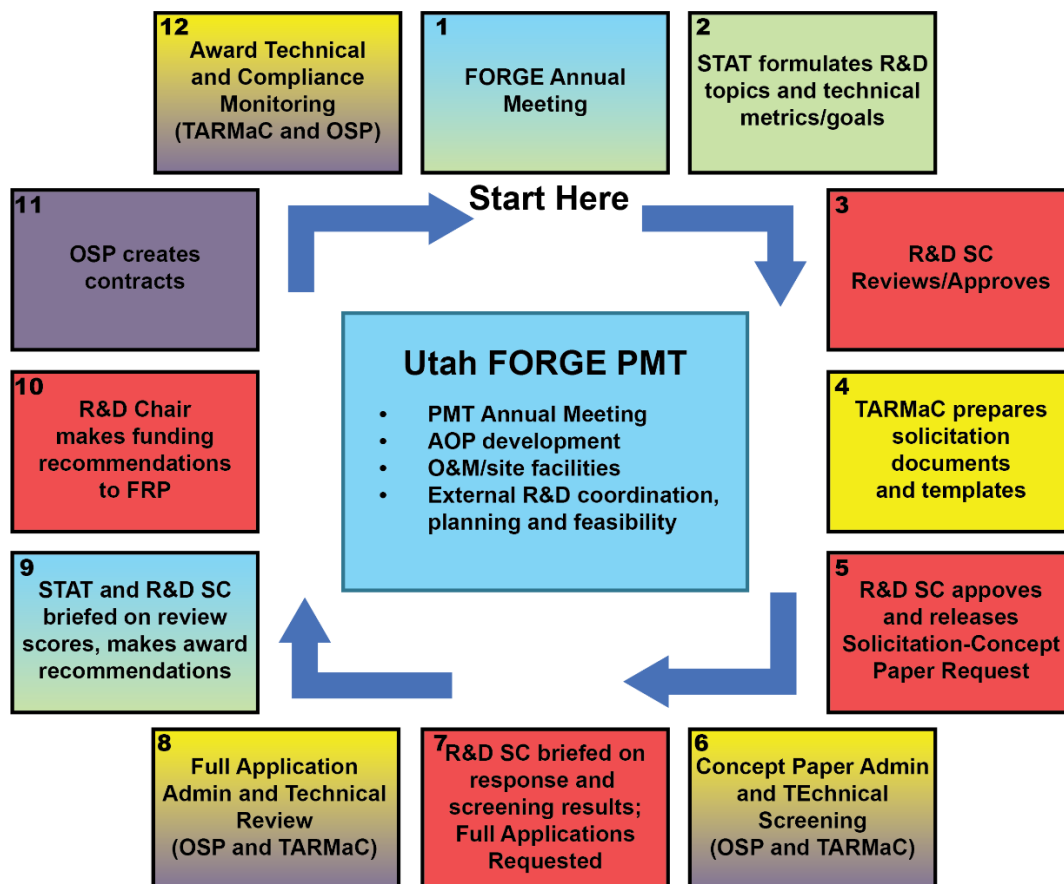 1
FORGE Annual
Meeting
2
STAT formulates R&D
topics and technical
metrics/goals
3
R&D SC
Reviews/Approves
4
TARMaC prepares
solicitation
documents
and templates
5
R&D SC appoves
and releases
Solicitation-Concept
Paper Request
6
Concept Paper Admin
and TEchnical
Screening
(OSP and TARMaC)
7
R&D SC briefed on
response and
screening results;
Full Applications
Requested
8
Full Application
Admin and Technical
Review
(OSP and TARMaC)
9
STAT and R&D SC
briefed on review
scores, makes award
recommendations
10
R&D Chair
makes funding
recommendations
to FRP
11
OSP creates
contracts
12
Award Technical
and Compliance
Monitoring
(TARMaC and OSP)
Start Here
Utah FORGE PMT
• PMT Annual Meeting
• AOP development
• O&M/site facilities
• External R&D coordination,
planning and feasibility